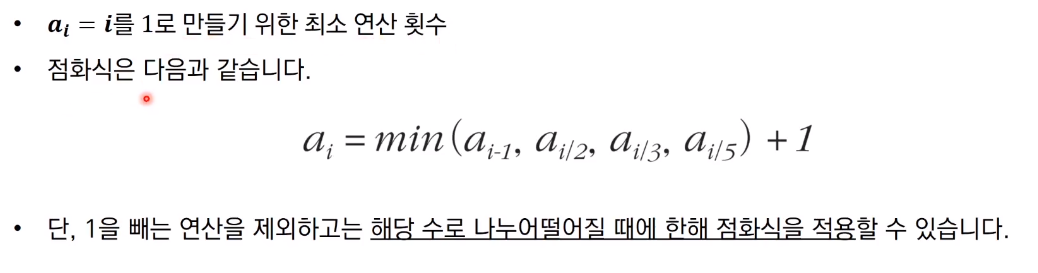 • a_i = i를 1로 만들기 위한 최소 연산 횟수
• 점화식은 다음과 같습니다.
a_i = min(a_{i-1}, a_{i/2}, a_{i/3}, a_{i/5}) + 1
• 단, 1을 빼는 연산을 제외하고는 해당 수로 나누어떨어질 때에 한해 점화식을 적용할 수 있습니다.